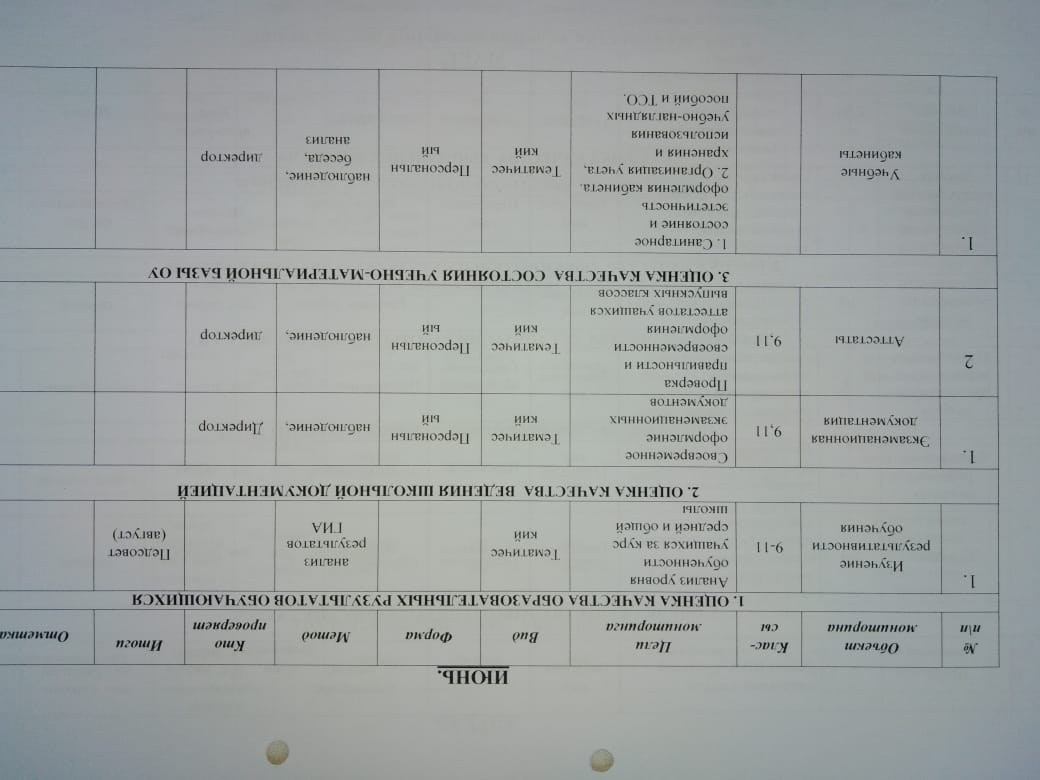 ИЮНЬ.
№
п\п
Объект
мониторинга
Клас-
сы
Цели
мониторинга
Вид
Форма
Метод
Кто
проверяет
Итоги
Отметка
1. ОЦЕНКА КАЧЕСТВА ОБРАЗОВАТЕЛЬНЫХ РУЗУЛЬТАТОВ ОБУЧАЮЩИХСЯ
1.
Изучение
результативности
обучения
9-11
Анализ уровня
обученности
учащихся за курс
средней и общей
школы
Тематичес
кий
анализ
результатов
ГИА
Педсовет
(август)
2. ОЦЕНКА КАЧЕСТВА ВЕДЕНИЯ ШКОЛЬНОЙ ДОКУМЕНТАЦИЕЙ
1.
Экзаменационная
документация
9,11
Своевременное
оформление
экзаменационных
документов
Тематичес
кий
Персональн
ый
наблюдение,
Директор
2
Аттестаты
9,11
Проверка
правильности и
своевременности
оформления
аттестатов учащихся
выпускных классов
Тематичес
кий
Персональн
ый
наблюдение,
директор
3. ОЦЕНКА КАЧЕСТВА СОСТОЯНИЯ УЧЕБНО-МАТЕРИАЛЬНОЙ БАЗЫ ОУ
1.
Учебные
кабинеты
1. Санитарное
состояние и
эстетичность
оформления кабинета.
2. Организация учета,
хранения и
использования
учебно-наглядных
пособий и ТСО.
Тематичес
кий
Персональн
ый
наблюдение,
беседа,
анализ
директор